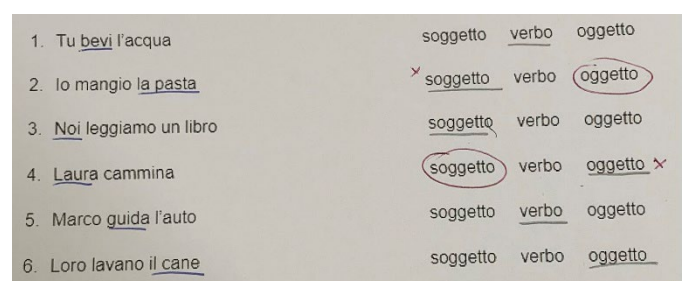 1. Tu bevi l'acqua soggetto verbo oggetto
2. Io mangio la pasta x soggetto verbo oggetto
3. Noi leggiamo un libro soggetto verbo oggetto
4. Laura cammina soggetto verbo oggetto x
5. Marco guida l'auto soggetto verbo oggetto
6. Loro lavano il cane soggetto verbo oggetto